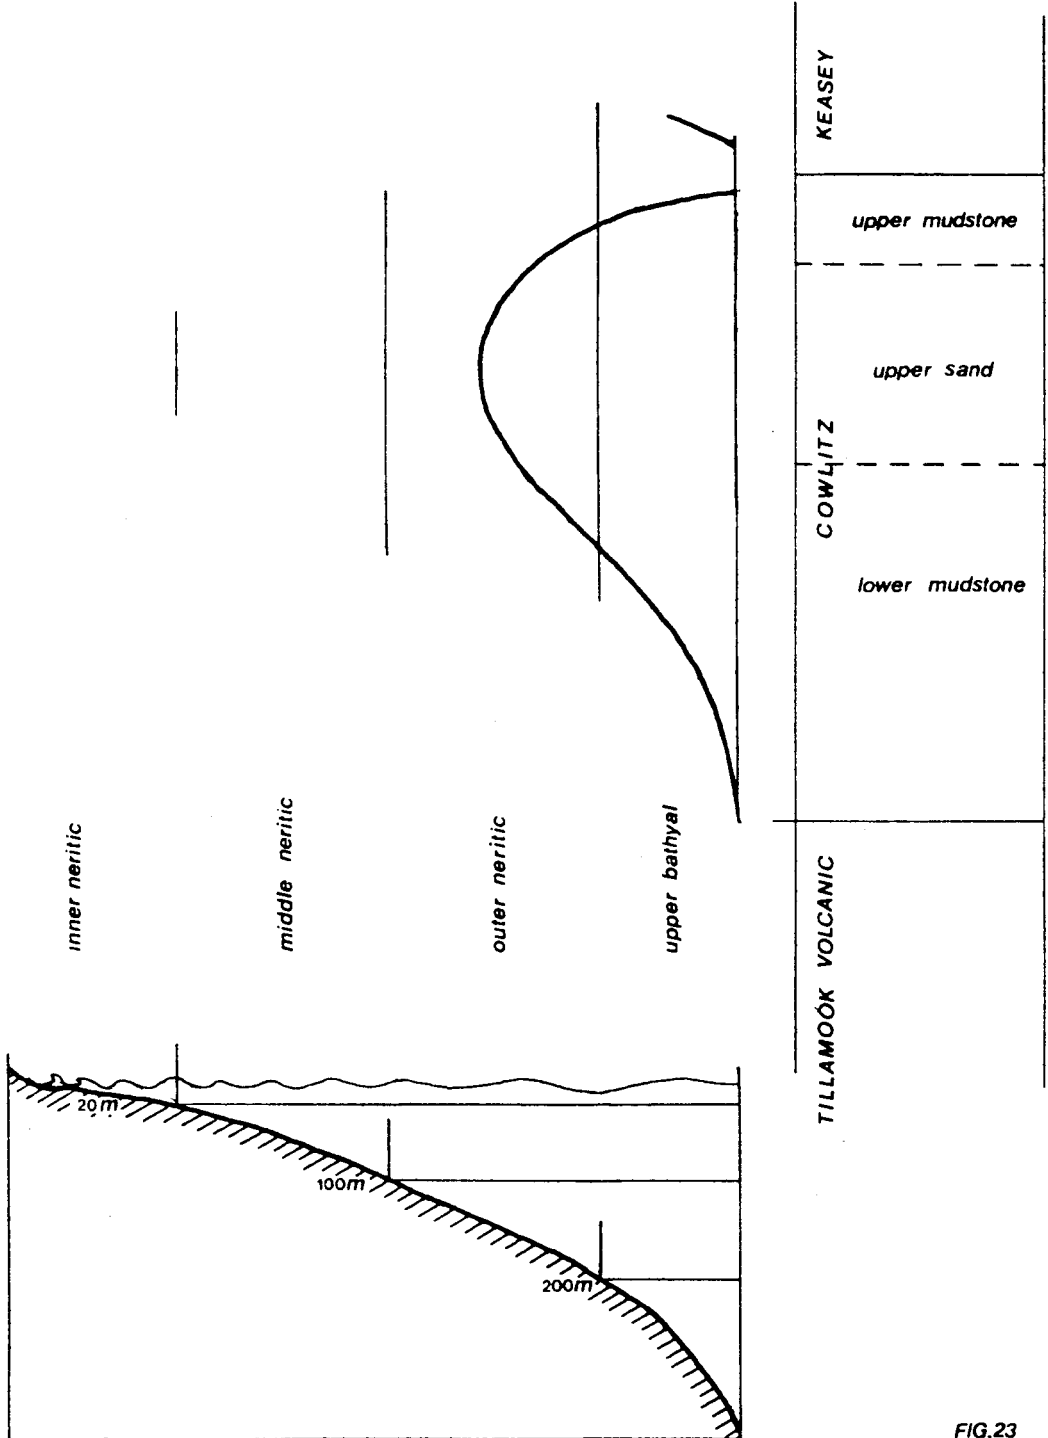 KEASEY
upper mudstone
upper sand
COWLITZ
lower mudstone
inner neritic
middle neritic
outer neritic
upper bathyal
TILLAMOOK VOLCANIC
20m
100m
200m
FIG.23